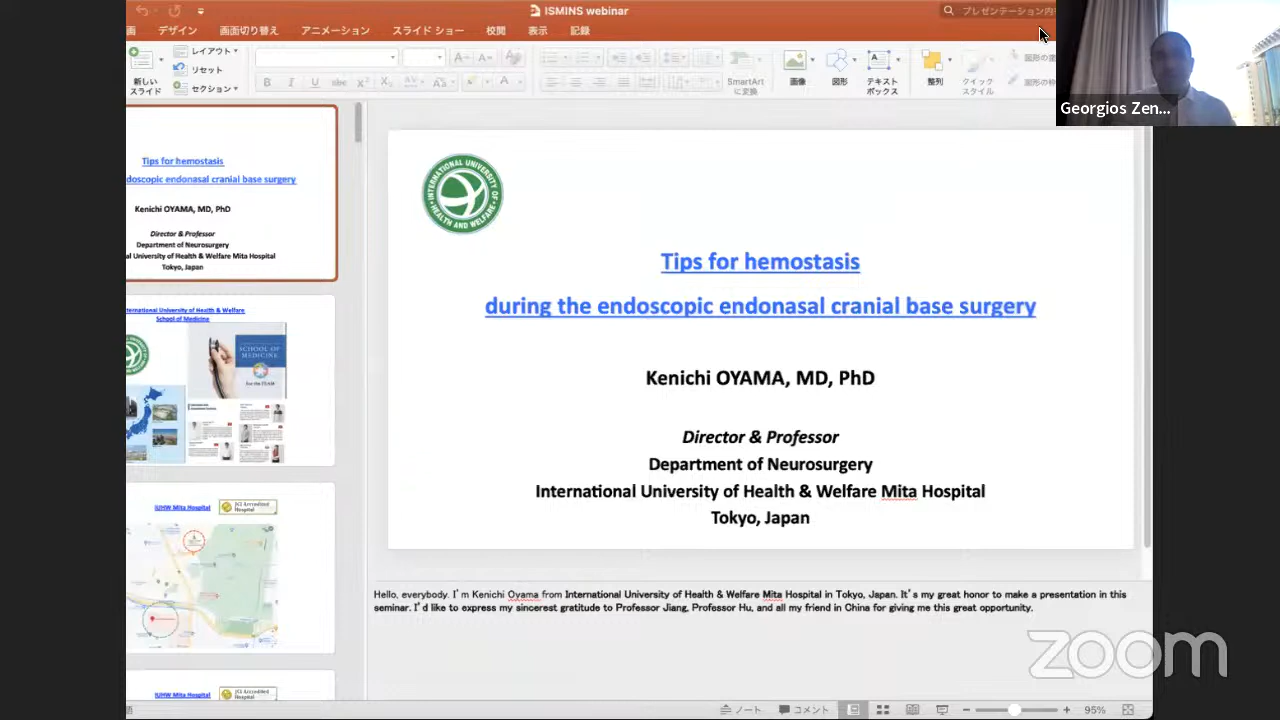 ISMINS webinar
プレゼンテーション内
画
デザイン
画面切り替え
アニメーション
スライド ショー
校閲
表示
記録
新しい
スライド
レイアウト
リセット
セクション
SmartArt
に変換
画像
図形
テキスト
ボックス
整列
クイック
スタイル
Georgios Zen...
Tips for hemostasis
doscopic endonasal cranial base surgery
Kenichi OYAMA, MD, PhD
Director & Professor
Department of Neurosurgery
al University of Health & Welfare Mita Hospital
Tokyo, Japan
ternational University of Health & Welfare
School of Medicine
SCHOOL OF
MEDICINE
IUHW Mita Hospital
JCI Accredited
Hospital
IUHW Mita Hospital
JCI Accredited
Hospital
INTERNATIONAL UNIVERSITY OF HEALTH AND WELFARE
Tips for hemostasis
during the endoscopic endonasal cranial base surgery
Kenichi OYAMA, MD, PhD
Director & Professor
Department of Neurosurgery
International University of Health & Welfare Mita Hospital
Tokyo, Japan
Hello, everybody. I'm Kenichi Oyama from International University of Health & Welfare Mita Hospital in Tokyo, Japan. It's my great honor to make a presentation in this
seminar. I'd like to express my sincerest gratitude to Professor Jiang, Professor Hu, and all my friend in China for giving me this great opportunity.
zoom
ノート
コメント
95%